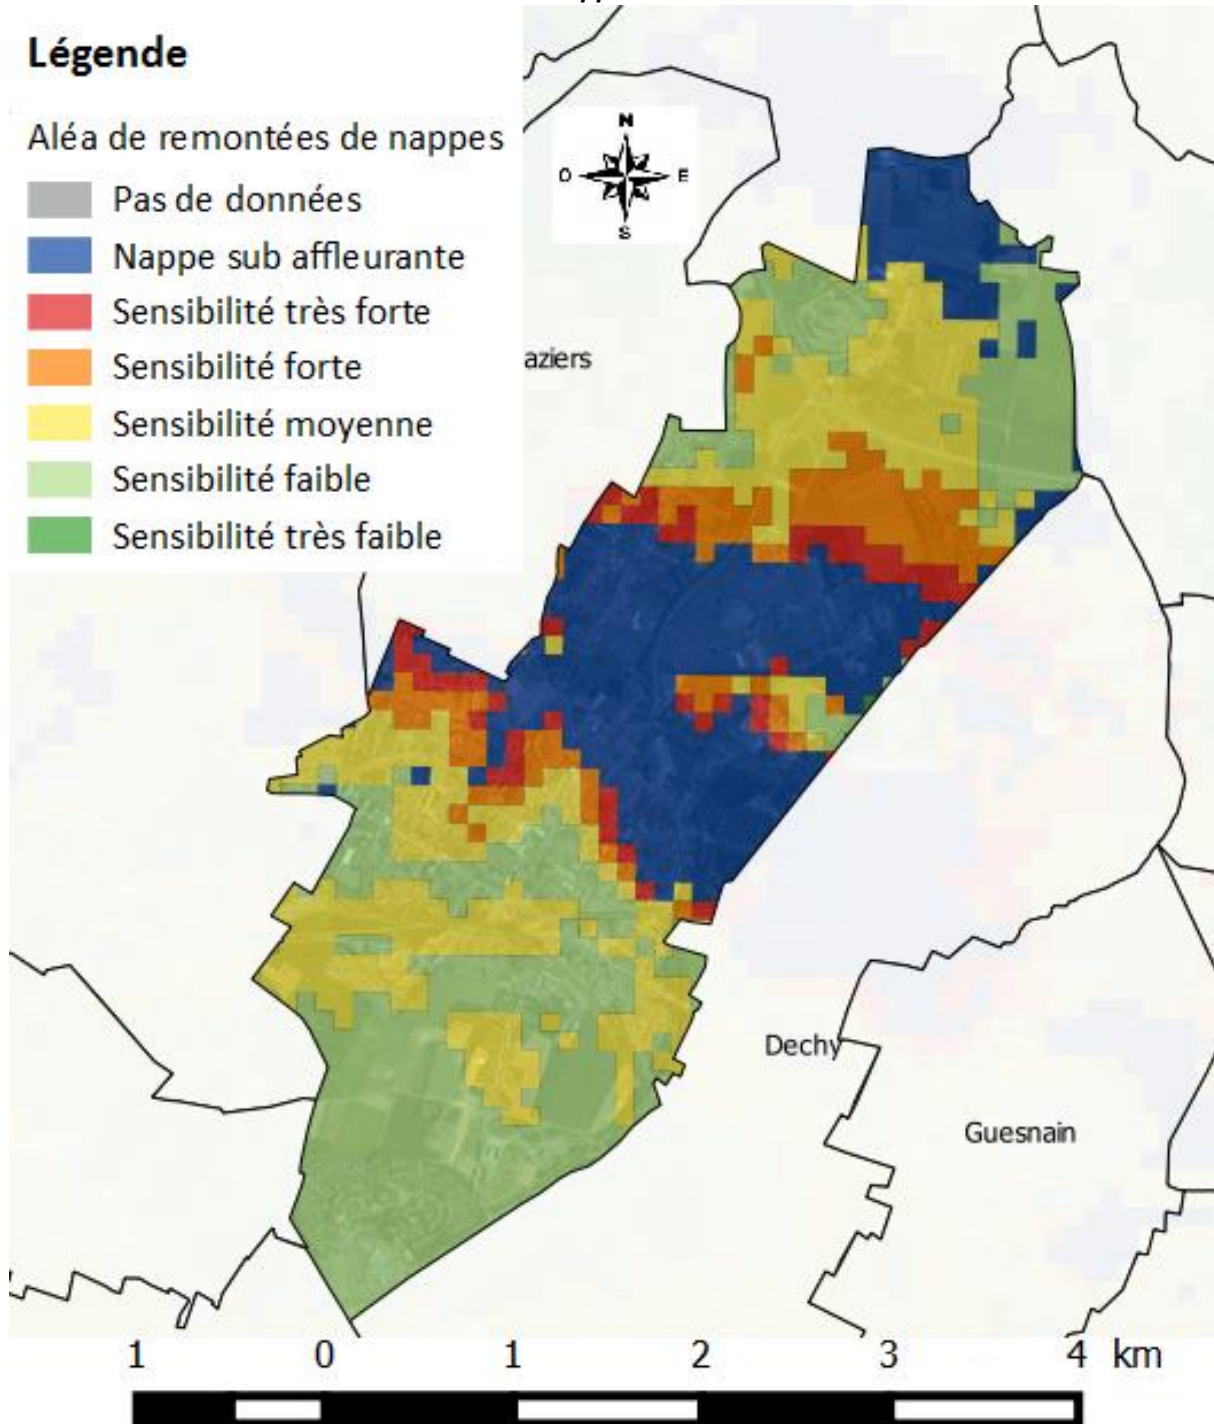 Légende
Aléa de remontées de nappes
Pas de données
Nappe sub affleurante
Sensibilité très forte
Sensibilité forte
Sensibilité moyenne
Sensibilité faible
Sensibilité très faible
N
O E
S
aziers
Dechy
Guesnain
1 0 1 2 3 4 km